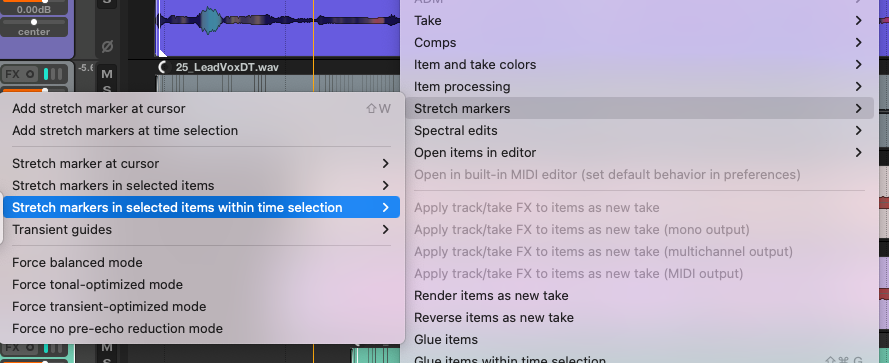 0.00dB
center
FX
-5.6
M
S
25_LeadVoxDT.wav
Add stretch marker at cursor ⇧W
Add stretch markers at time selection
Stretch marker at cursor
Stretch markers in selected items
Stretch markers in selected items within time selection
Transient guides
Force balanced mode
Force tonal-optimized mode
Force transient-optimized mode
Force no pre-echo reduction mode
FX
M
Take
Comps
Item and take colors
Item processing
Stretch markers
Spectral edits
Open items in editor
Open in built-in MIDI editor (set default behavior in preferences)
Apply track/take FX to items as new take
Apply track/take FX to items as new take (mono output)
Apply track/take FX to items as new take (multichannel output)
Apply track/take FX to items as new take (MIDI output)
Render items as new take
Reverse items as new take
Glue items
Glue items within time selection ⇧⌘G